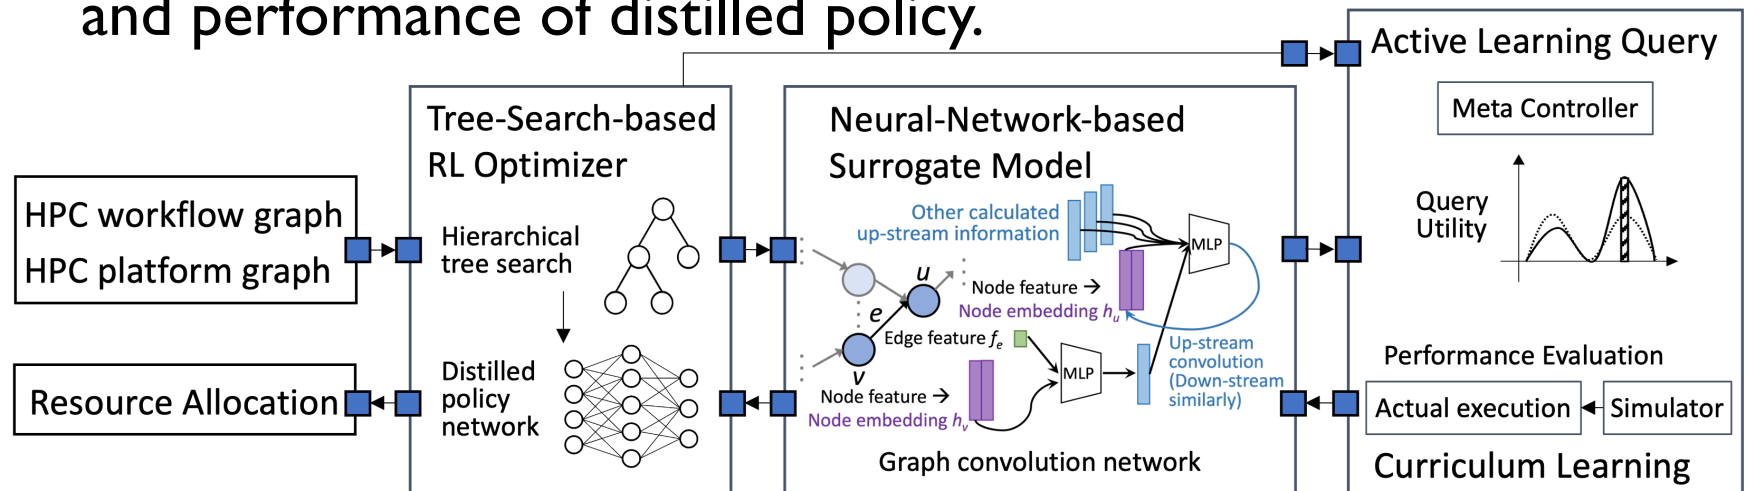 and performance of distilled policy.
HPC workflow graph
HPC platform graph
Resource Allocation
Tree-Search-based
RL Optimizer
Hierarchical
tree search
Distilled
policy
network
Neural-Network-based
Surrogate Model
Other calculated
up-stream information
MLP
u
e
v
Node feature →
Node embedding hu
Edge feature fe
MLP
Up-stream
convolution
(Down-stream
similarly)
Node feature →
Node embedding hv
Graph convolution network
Active Learning Query
Meta Controller
Query
Utility
Performance Evaluation
Actual execution
Simulator
Curriculum Learning